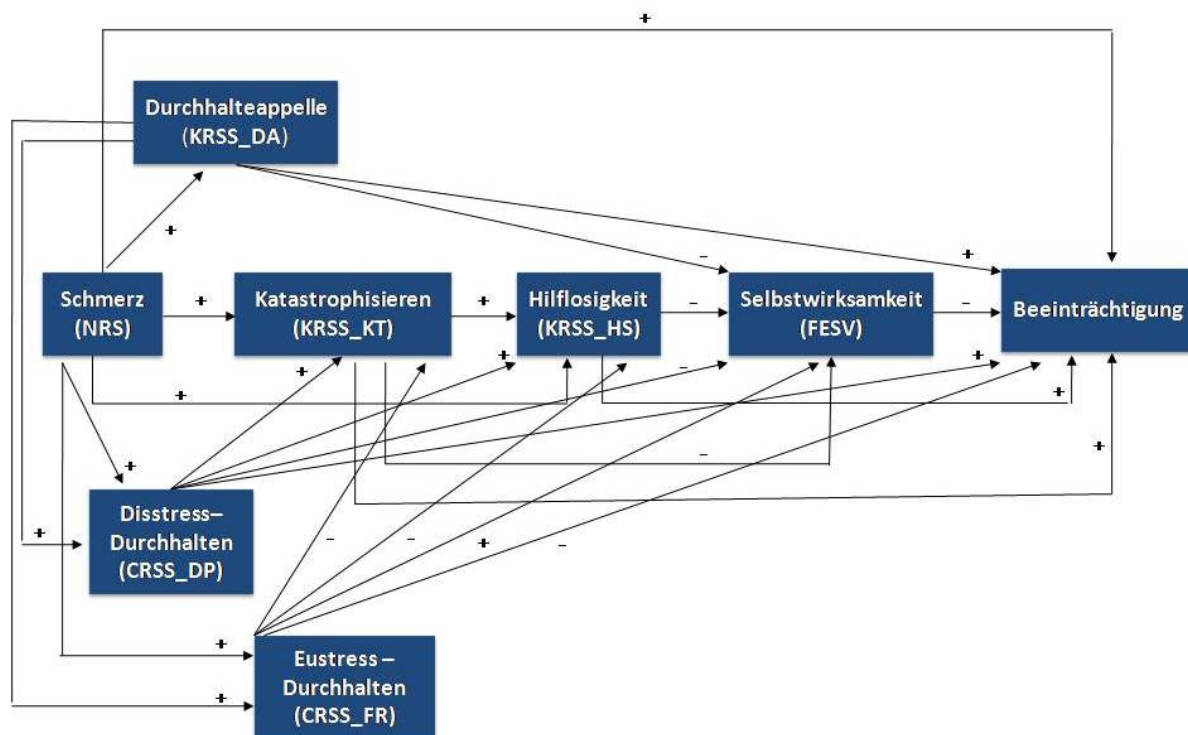 +
Durchhalteappelle
(KRSS_DA)
+
–
+
Schmerz
(NRS)
+
Katastrophisieren
(KRSS_KT)
+
Hilflosigkeit
(KRSS_HS)
–
Selbstwirksamkeit
(FESV)
–
Beeinträchtigung
+
+
–
+
+
+
+
–
+
Disstress–
Durchhalten
(CRSS_DP)
+
–
–
+
–
+
Eustress –
Durchhalten
(CRSS_FR)
+